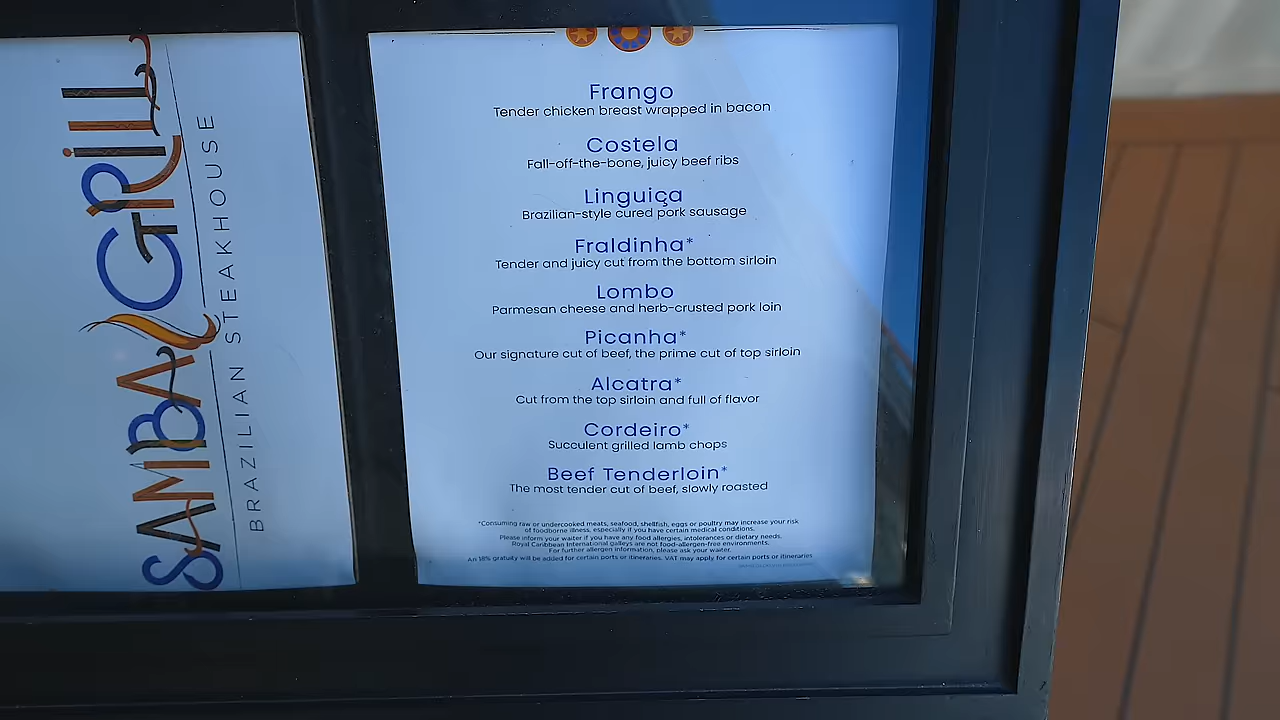 SAMBA GRILL
BRAZILIAN STEAKHOUSE
Frango
Tender chicken breast wrapped in bacon
Costela
Fall-off-the-bone, juicy beef ribs
Linguiça
Brazilian-style cured pork sausage
Fraldinha*
Tender and juicy cut from the bottom sirloin
Lombo
Parmesan cheese and herb-crusted pork loin
Picanha*
Our signature cut of beef, the prime cut of top sirloin
Alcatra*
Cut from the top sirloin and full of flavor
Cordeiro*
Succulent grilled lamb chops
Beef Tenderloin*
The most tender cut of beef, slowly roasted
*Consuming raw or undercooked meats, seafood, shellfish, eggs or poultry may increase your risk
of foodborne illness, especially if you have certain medical conditions.
Please inform your waiter if you have any food allergies, intolerances or dietary needs.
Royal Caribbean International galleys are not food-allergen-free environments.
For further allergen information, please ask your waiter.
An 18% gratuity will be added for certain ports or itineraries. VAT may apply for certain ports or itineraries